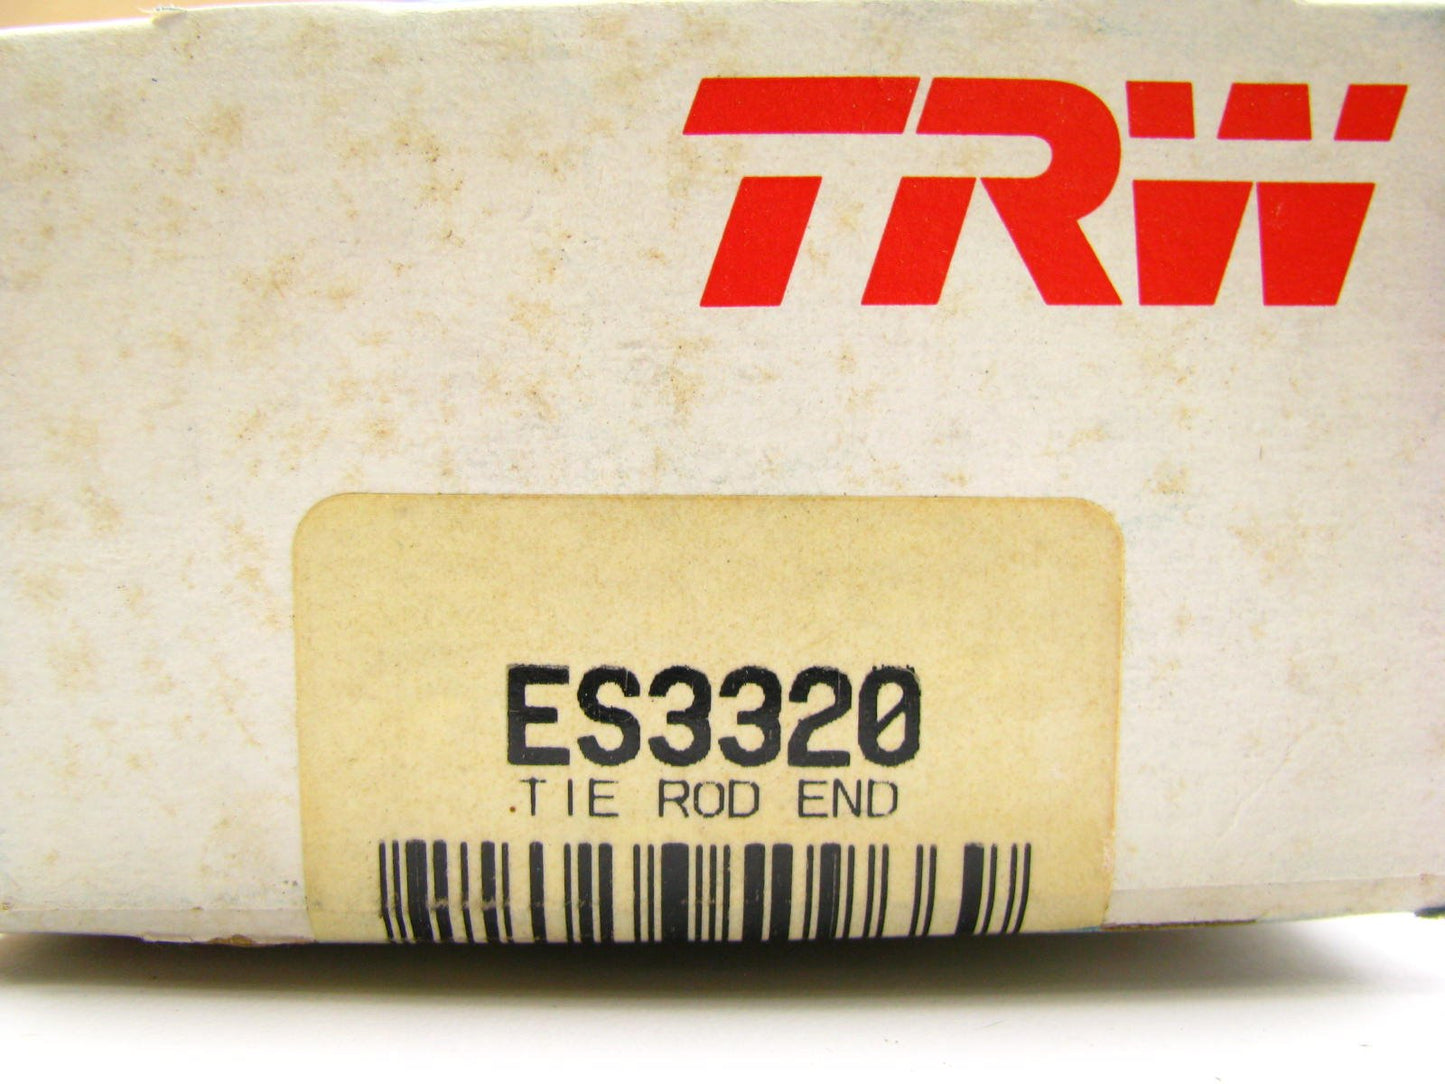 TRW
ES3320
TIE ROD END